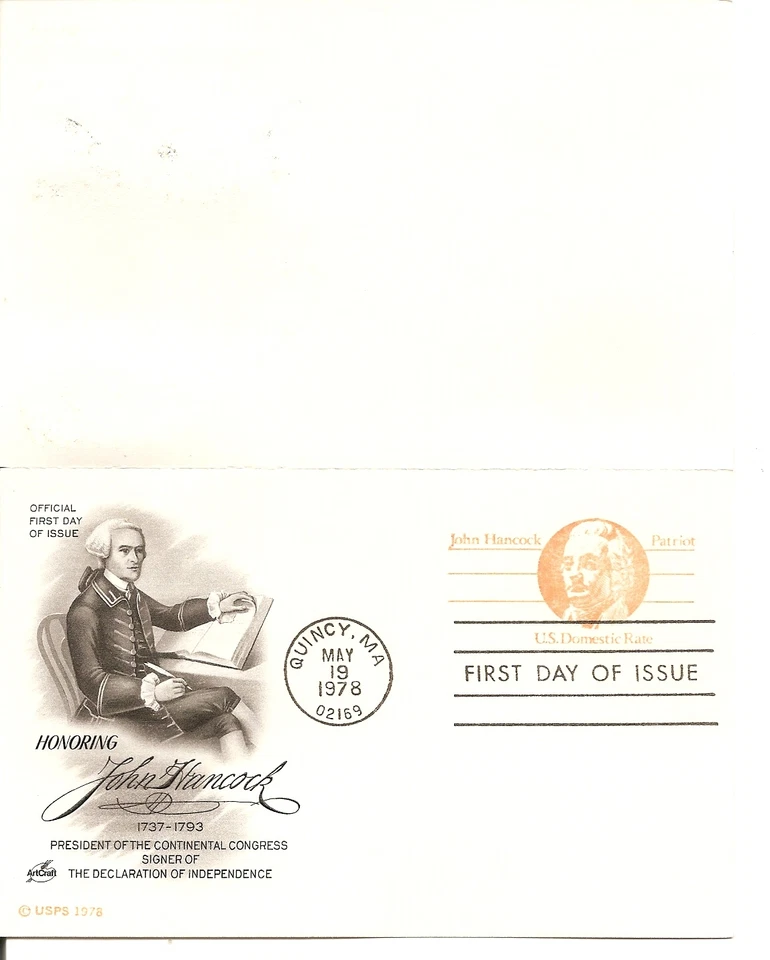 OFFICIAL
FIRST DAY
OF ISSUE
John Hancock Patriot
U.S. Domestic Rate
QUINCY, MA
MAY
19
1978
02169
FIRST DAY OF ISSUE
HONORING
John Hancock
1737-1793
PRESIDENT OF THE CONTINENTAL CONGRESS
SIGNER OF
THE DECLARATION OF INDEPENDENCE
ArtCraft
© USPS 1978